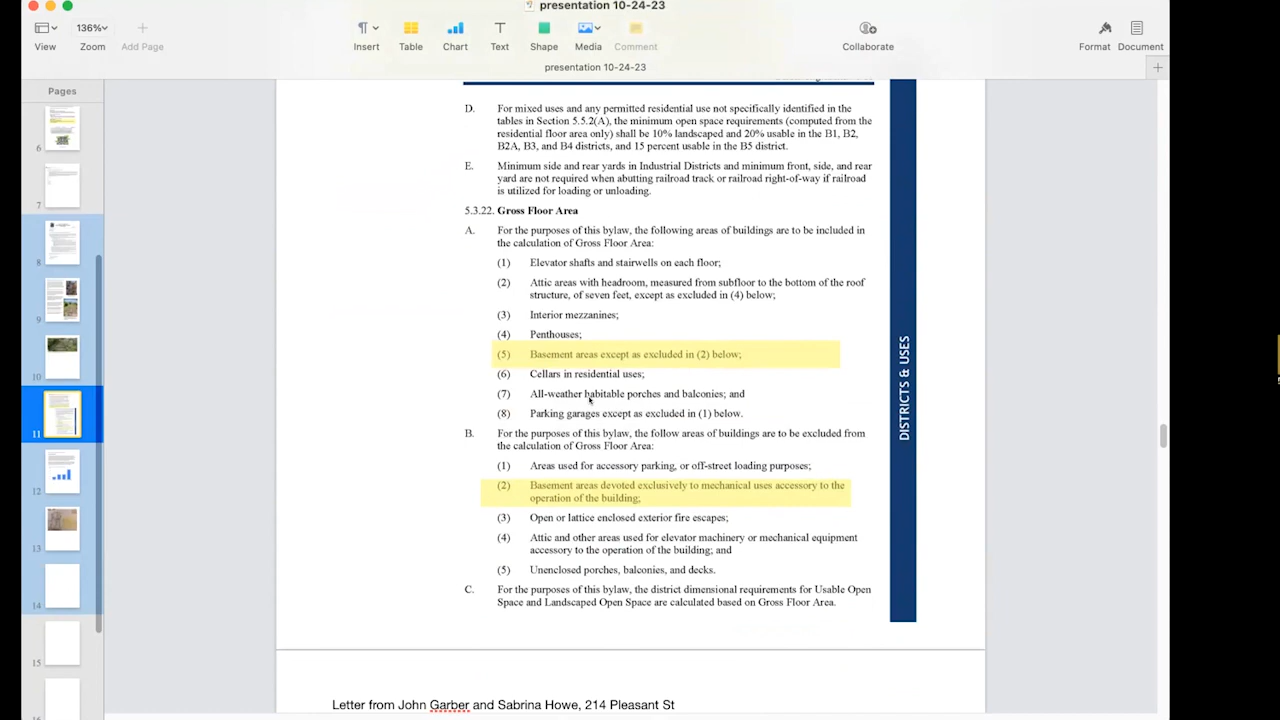 presentation 10-24-23
136%
View
Zoom
Add Page
Insert
Table
Chart
Text
Shape
Media
Comment
Collaborate
Format
Document
presentation 10-24-23
Pages
6
7
8
9
10
11
12
13
14
15
D. For mixed uses and any permitted residential use not specifically identified in the
tables in Section 5.5.2(A), the minimum open space requirements (computed from the
residential floor area only) shall be 10% landscaped and 20% usable in the B1, B2,
B2A, B3, and B4 districts, and 15 percent usable in the B5 district.
E. Minimum side and rear yards in Industrial Districts and minimum front, side, and rear
yard are not required when abutting railroad track or railroad right-of-way if railroad
is utilized for loading or unloading.
5.3.22. Gross Floor Area
A. For the purposes of this bylaw, the following areas of buildings are to be included in
the calculation of Gross Floor Area:
(1) Elevator shafts and stairwells on each floor;
(2) Attic areas with headroom, measured from subfloor to the bottom of the roof
structure, of seven feet, except as excluded in (4) below;
(3) Interior mezzanines;
(4) Penthouses;
(5) Basement areas except as excluded in (2) below;
(6) Cellars in residential uses;
(7) All-weather habitable porches and balconies; and
(8) Parking garages except as excluded in (1) below.
B. For the purposes of this bylaw, the follow areas of buildings are to be excluded from
the calculation of Gross Floor Area:
(1) Areas used for accessory parking, or off-street loading purposes;
(2) Basement areas devoted exclusively to mechanical uses accessory to the
operation of the building;
(3) Open or lattice enclosed exterior fire escapes;
(4) Attic and other areas used for elevator machinery or mechanical equipment
accessory to the operation of the building; and
(5) Unenclosed porches, balconies, and decks.
C. For the purposes of this bylaw, the district dimensional requirements for Usable Open
Space and Landscaped Open Space are calculated based on Gross Floor Area.
DISTRICTS & USES
Letter from John Garber and Sabrina Howe, 214 Pleasant St